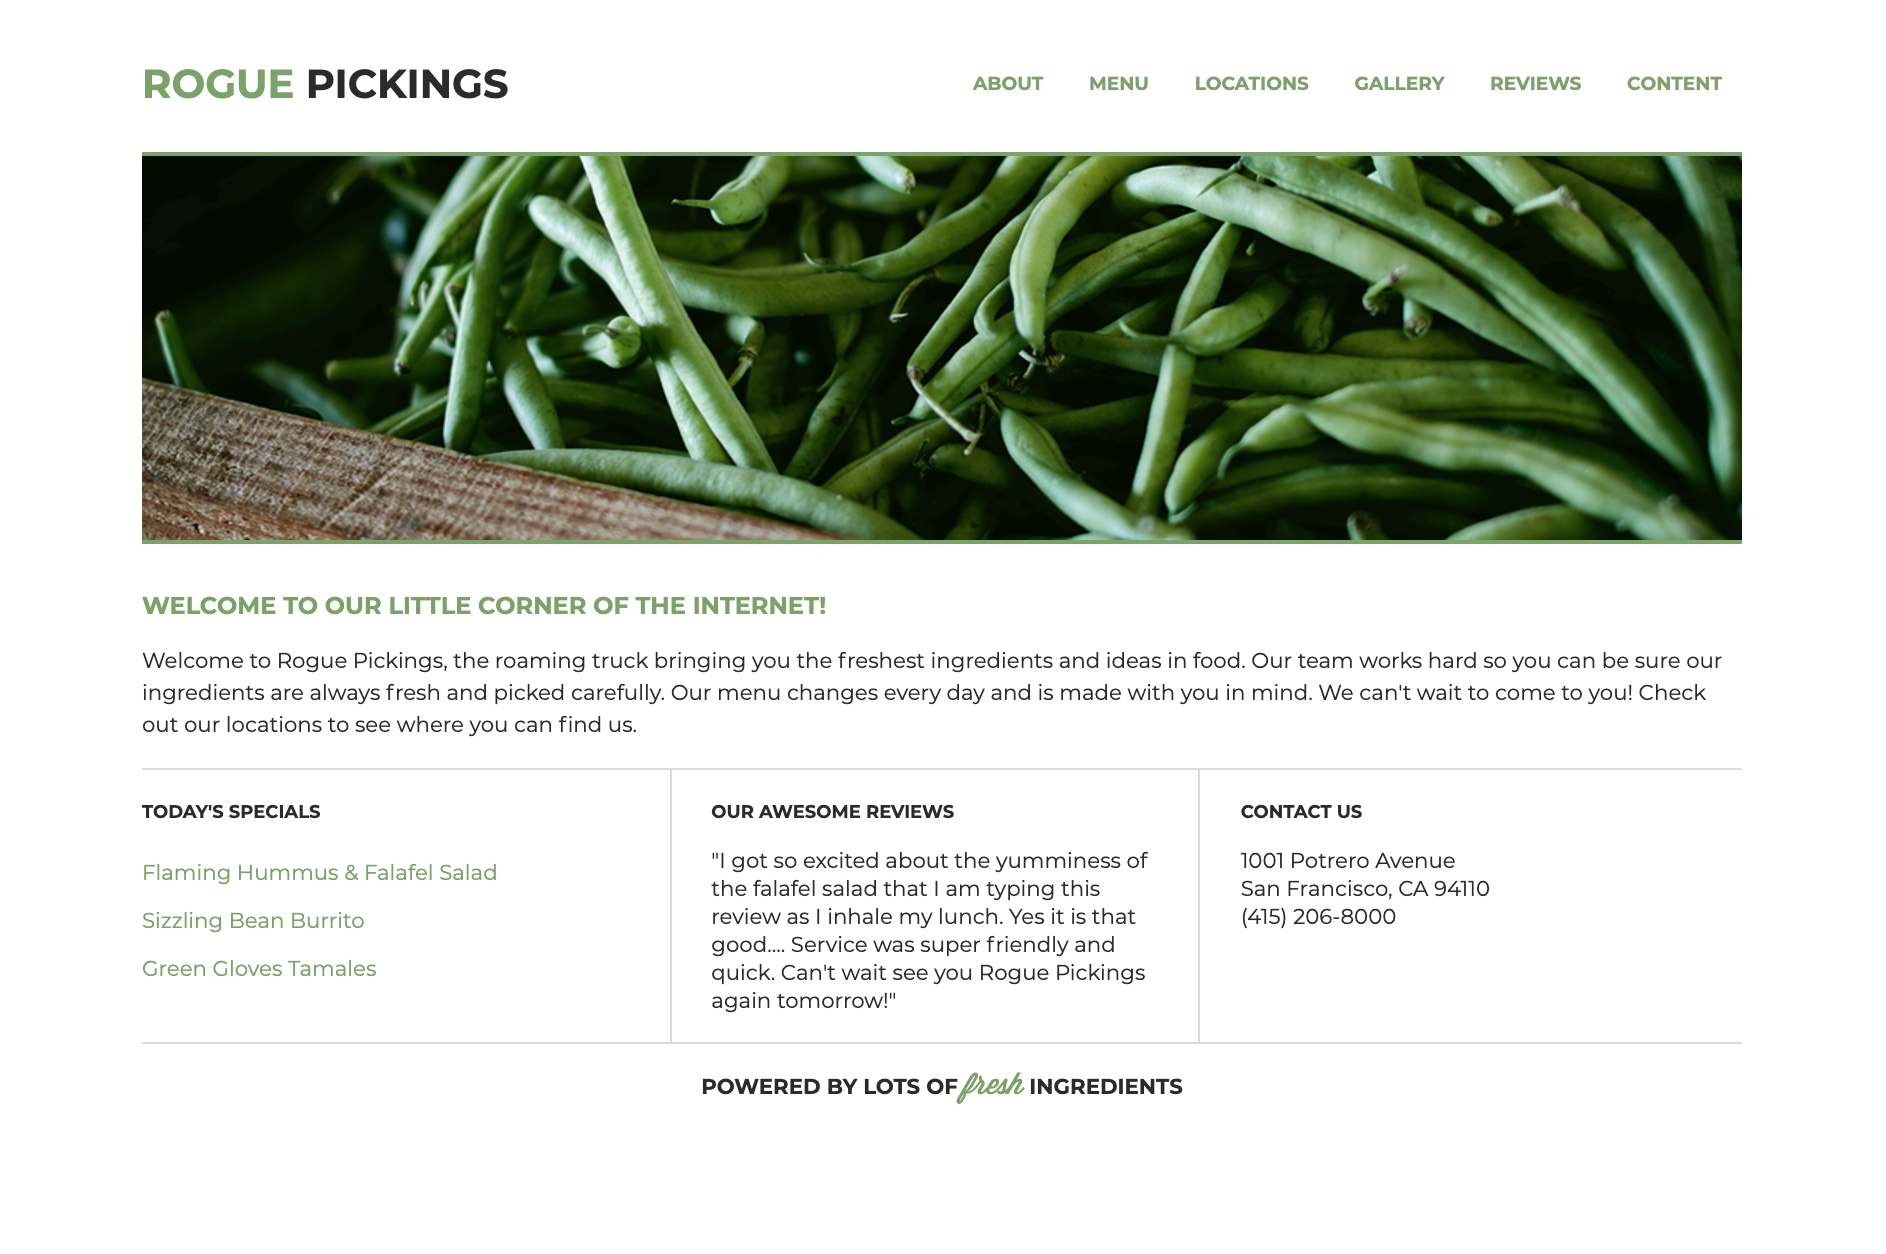 ROGUE PICKINGS
ABOUT MENU LOCATIONS GALLERY REVIEWS CONTENT
WELCOME TO OUR LITTLE CORNER OF THE INTERNET!
Welcome to Rogue Pickings, the roaming truck bringing you the freshest ingredients and ideas in food. Our team works hard so you can be sure our
ingredients are always fresh and picked carefully. Our menu changes every day and is made with you in mind. We can't wait to come to you! Check
out our locations to see where you can find us.
TODAY'S SPECIALS
Flaming Hummus & Falafel Salad
Sizzling Bean Burrito
Green Gloves Tamales
OUR AWESOME REVIEWS
"I got so excited about the yumminess of
the falafel salad that I am typing this
review as I inhale my lunch. Yes it is that
good.... Service was super friendly and
quick. Can't wait see you Rogue Pickings
again tomorrow!"
CONTACT US
1001 Potrero Avenue
San Francisco, CA 94110
(415) 206-8000
POWERED BY LOTS OF fresh INGREDIENTS